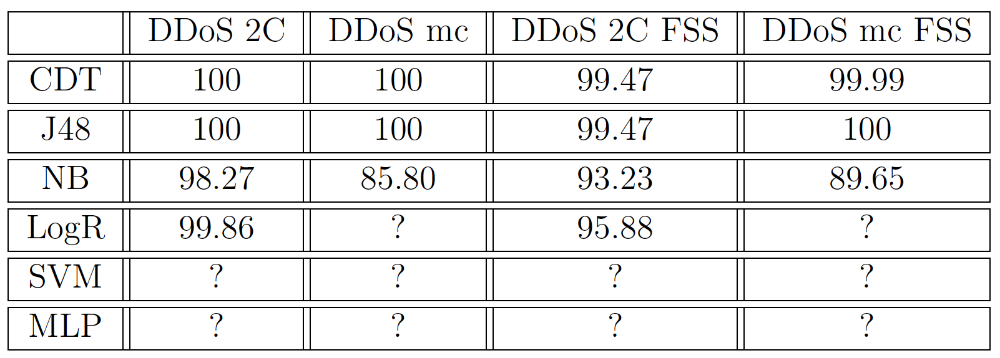 DDoS 2C DDoS mc DDoS 2C FSS DDoS mc FSS
CDT 100 100 99.47 99.99
J48 100 100 99.47 100
NB 98.27 85.80 93.23 89.65
LogR 99.86 ? 95.88 ?
SVM ? ? ? ?
MLP ? ? ? ?